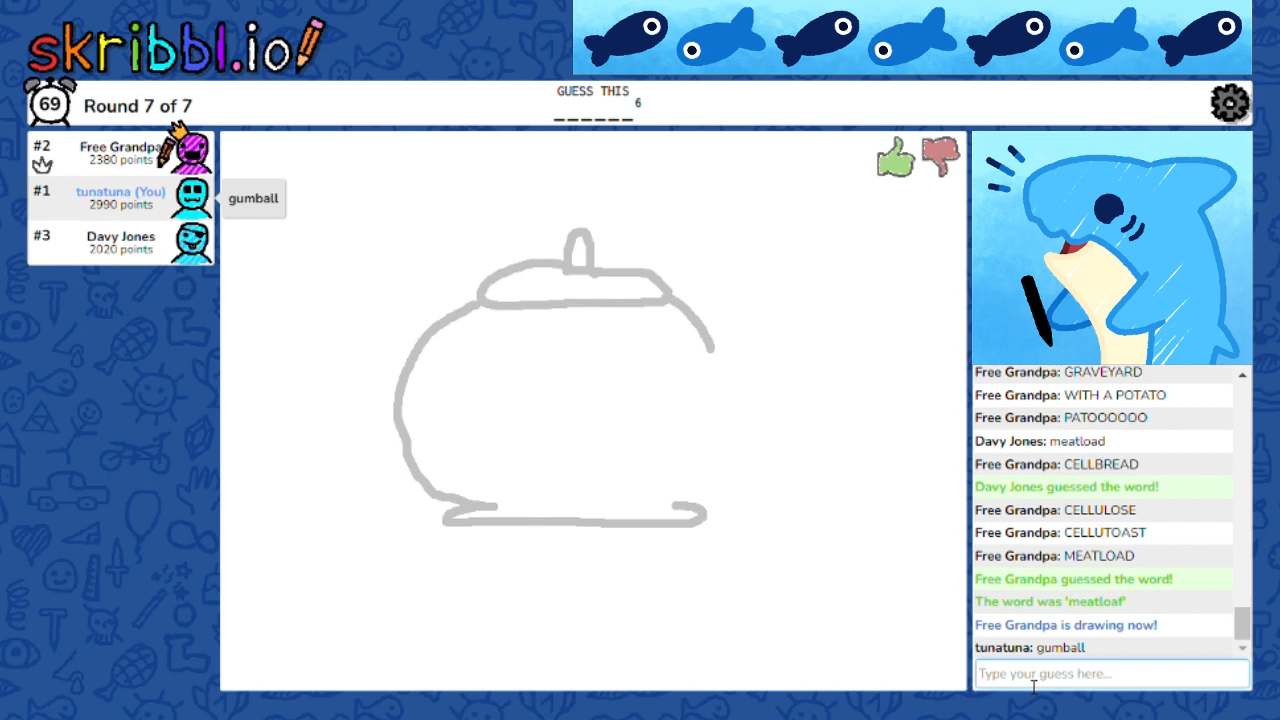 skribbl.io
69
Round 7 of 7
GUESS THIS
______ 6
#2
Free Grandpa
2380 points
#1
tunatuna (You)
2990 points
gumball
#3
Davy Jones
2020 points
Free Grandpa: GRAVEYARD
Free Grandpa: WITH A POTATO
Free Grandpa: PATOOOOOO
Davy Jones: meatload
Free Grandpa: CELLBREAD
Davy Jones guessed the word!
Free Grandpa: CELLULOSE
Free Grandpa: CELLUTOAST
Free Grandpa: MEATLOAD
Free Grandpa guessed the word!
The word was 'meatloaf'
Free Grandpa is drawing now!
tunatuna: gumball
Type your guess here...